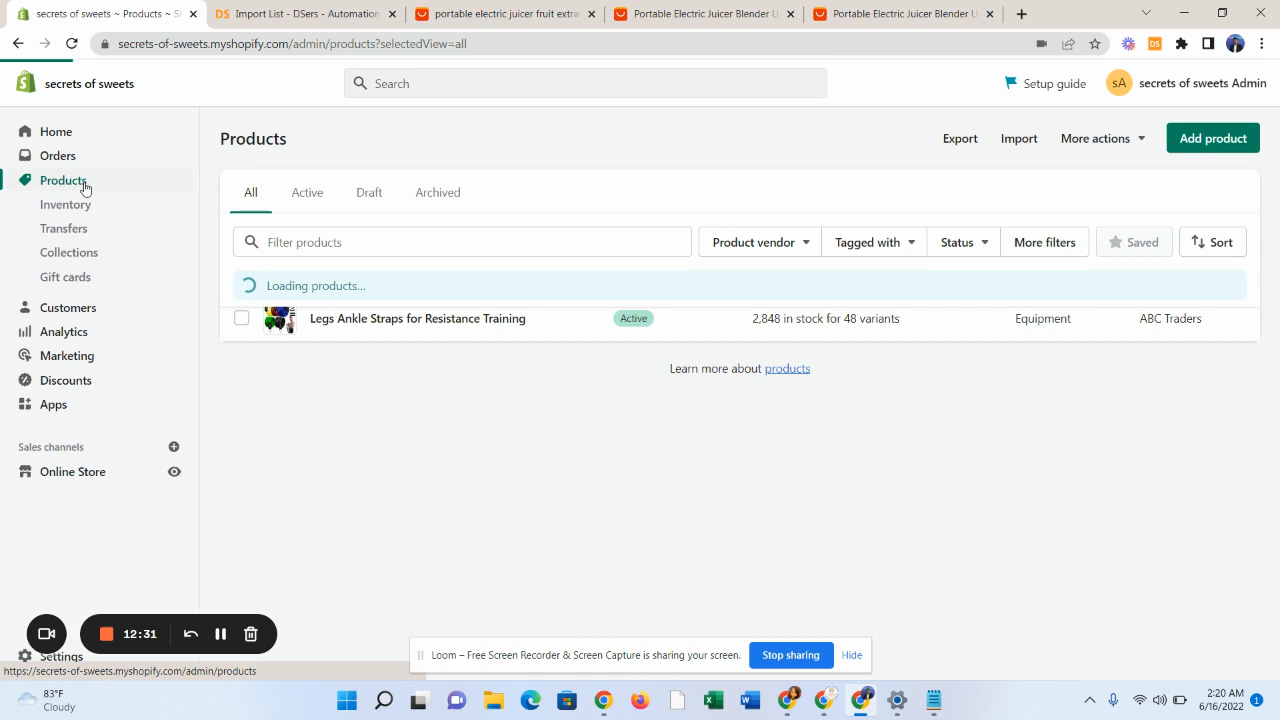 secrets of sweets ~ Products ~ S
Import List - DSers - Automation
portable electric juicer fruit extra
Portable Electric Juicer Blender U
Portable Electric Juicer Blender U
secrets-of-sweets.myshopify.com/admin/products?selectedView=all
secrets of sweets
Search
Setup guide
sA
secrets of sweets Admin
Home
Orders
Products
Inventory
Transfers
Collections
Gift cards
Customers
Analytics
Marketing
Discounts
Apps
Sales channels
Online Store
Settings
Products
Export
Import
More actions
Add product
All
Active
Draft
Archived
Filter products
Product vendor
Tagged with
Status
More filters
Saved
Sort
Loading products...
Legs Ankle Straps for Resistance Training
Active
2,848 in stock for 48 variants
Equipment
ABC Traders
Learn more about products
12:31
Loom – Free Screen Recorder & Screen Capture is sharing your screen.
Stop sharing
Hide
https://secrets-of-sweets.myshopify.com/admin/products
83°F
Cloudy
2:20 AM
6/16/2022
1